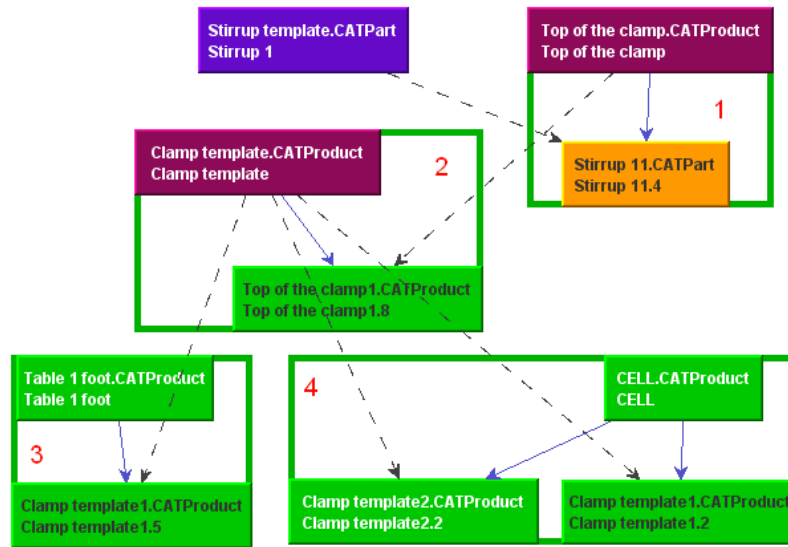 Stirrup template.CATPart
Stirrup 1
Top of the clamp.CATProduct
Top of the clamp
1
Clamp template.CATProduct
Clamp template
2
Stirrup 11.CATPart
Stirrup 11.4
Top of the clamp1.CATProduct
Top of the clamp1.8
Table 1 foot.CATProduct
Table 1 foot
4
CELL.CATProduct
CELL
3
Clamp template1.CATProduct
Clamp template1.5
Clamp template2.CATProduct
Clamp template2.2
Clamp template1.CATProduct
Clamp template1.2